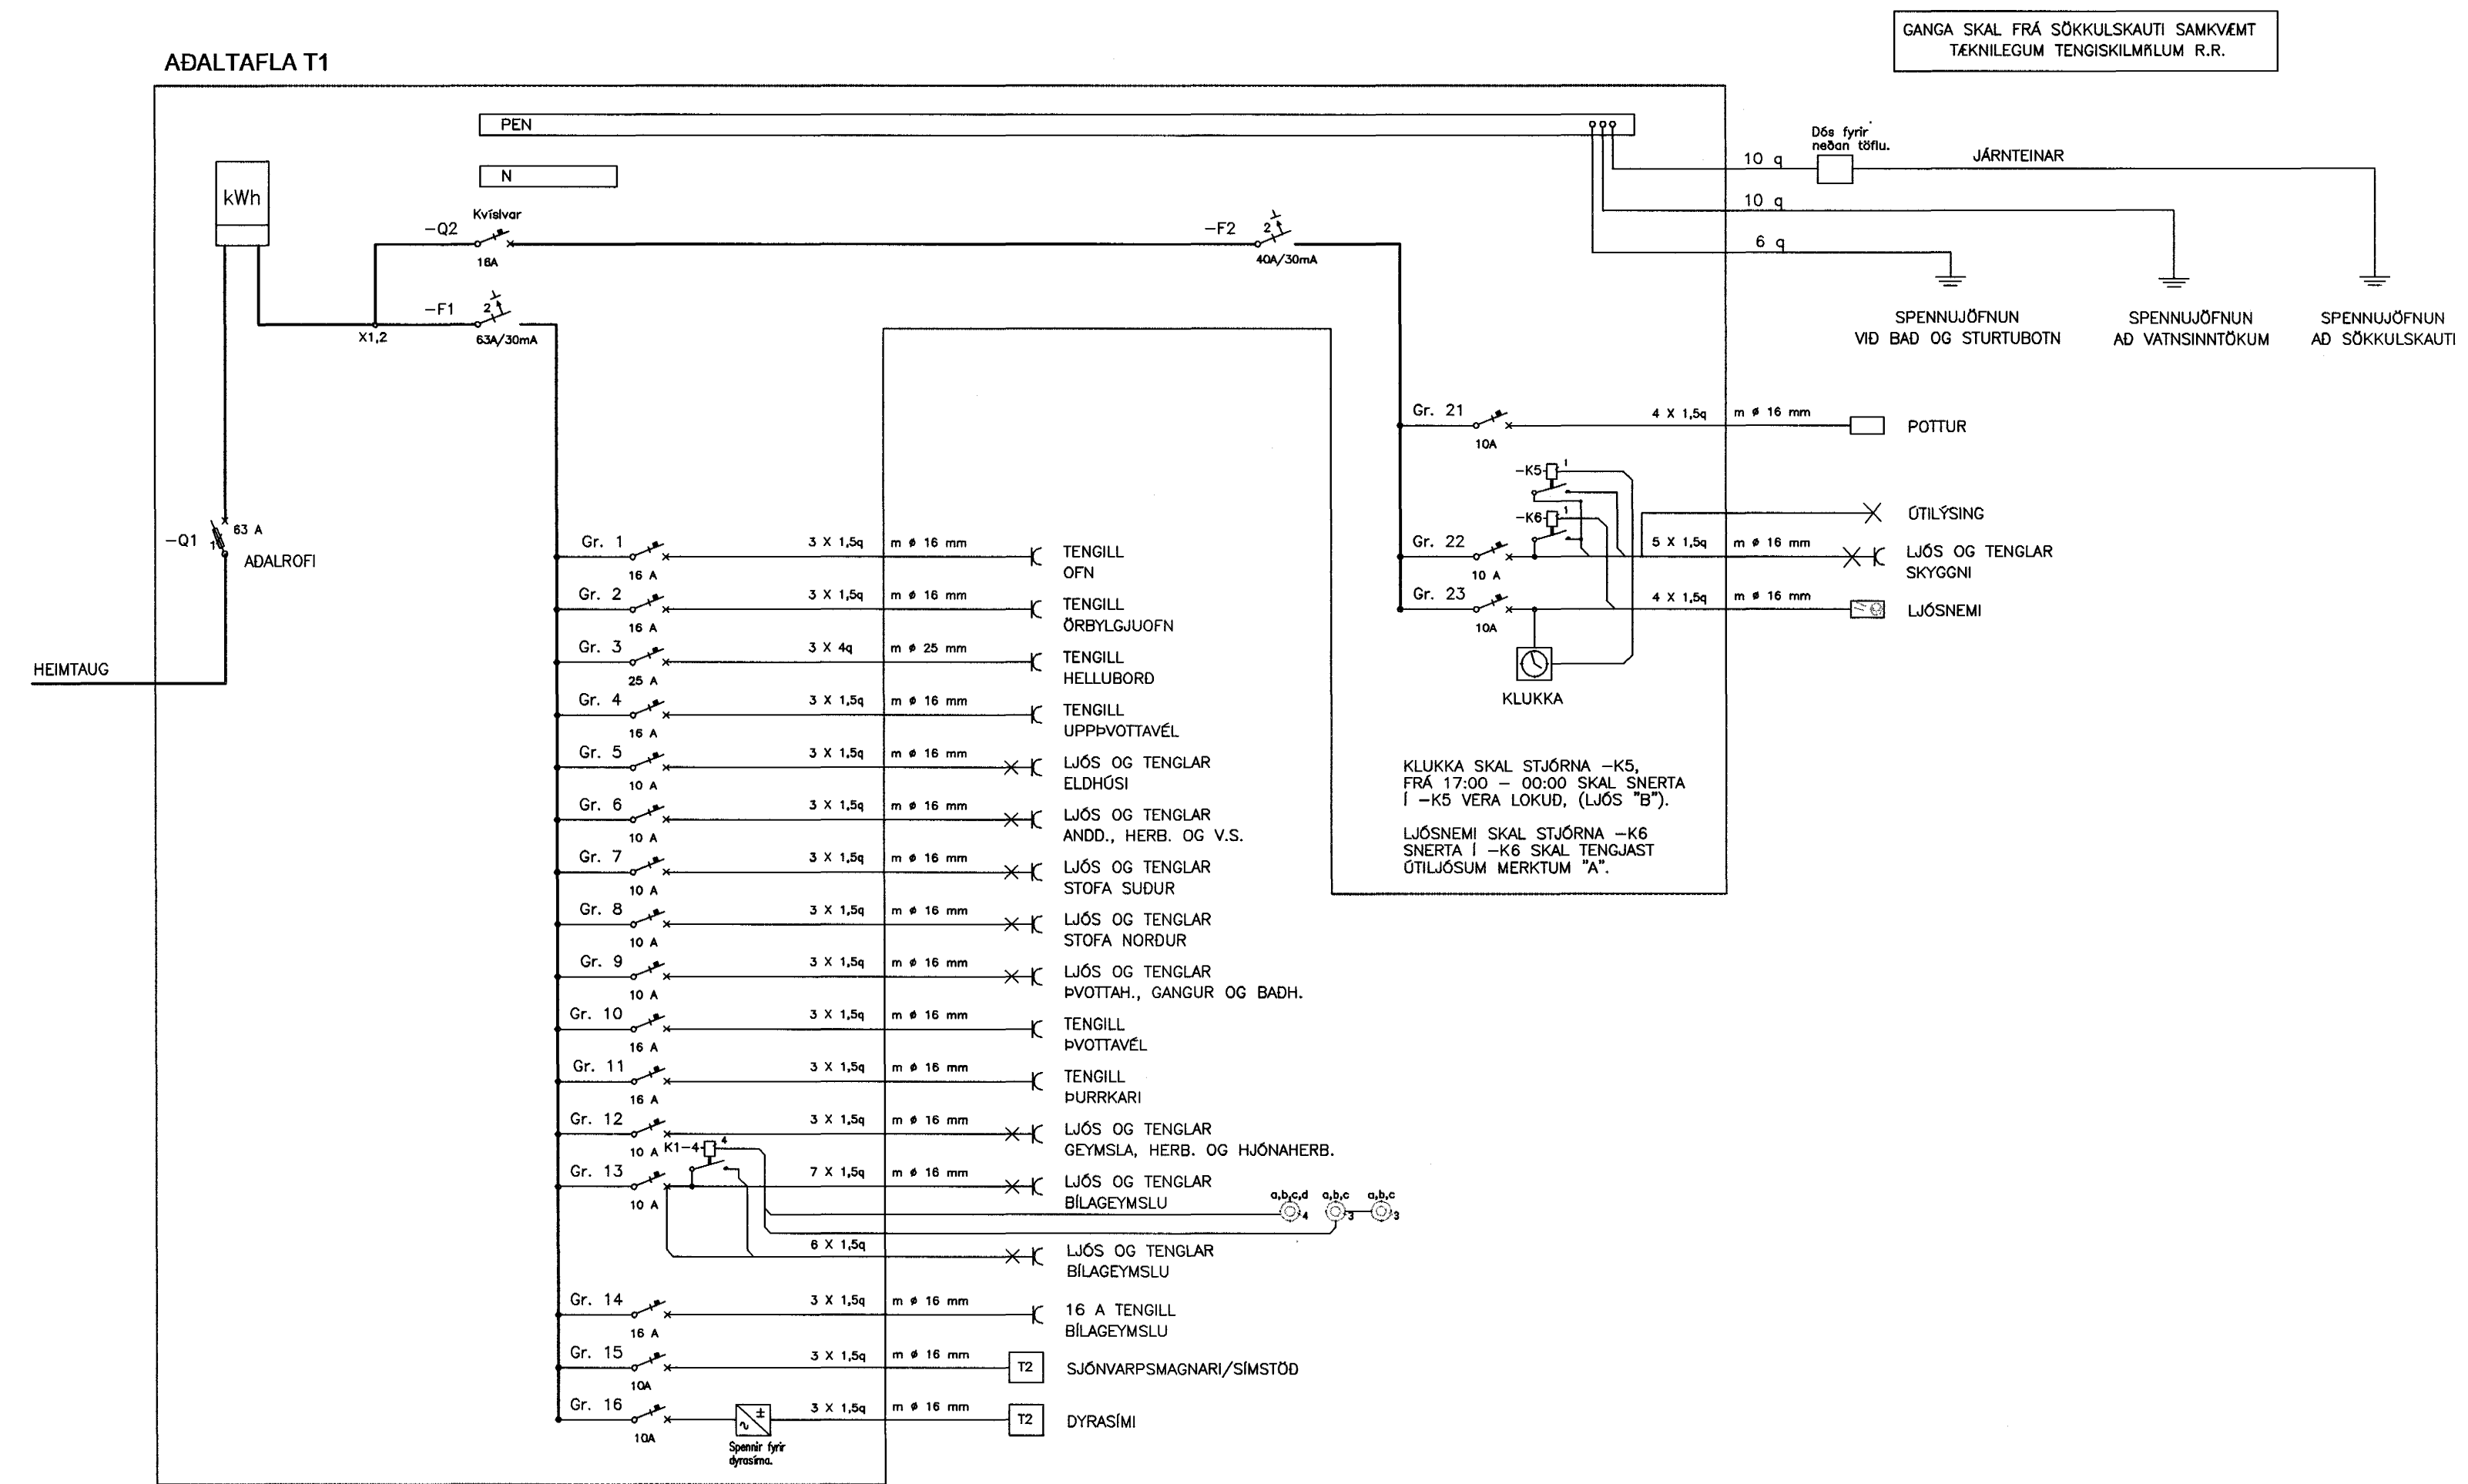 GANGA SKAL FRÁ SÖKKULSKAUTI SAMKVÆMT
TÆKNILEGUM TENGISKILMÁLUM R.R.
AÐALTAFLA T1
PEN
N
kWh
Dós fyrir
neðan töflu.
10 q
JÁRNTEINAR
10 q
6 q
Kvíslvar
-Q2
16A
-F2
2
40A/30mA
-F1
2
63A/30mA
X1,2
SPENNUJÖFNUN
VIÐ BAÐ OG STURTUBOTN
SPENNUJÖFNUN
AÐ VATNSINNTÖKUM
SPENNUJÖFNUN
AÐ SÖKKULSKAUTI
-Q1
63 A
AÐALROFI
HEIMTAUG
Gr. 1
16 A
3 X 1,5q
m ø 16 mm
TENGILL
OFN
Gr. 2
16 A
3 X 1,5q
m ø 16 mm
TENGILL
ÖRBYLGJUOFN
Gr. 3
25 A
3 X 4q
m ø 25 mm
TENGILL
HELLUBORÐ
Gr. 4
16 A
3 X 1,5q
m ø 16 mm
TENGILL
UPPÞVOTTAVÉL
Gr. 5
10 A
3 X 1,5q
m ø 16 mm
LJÓS OG TENGLAR
ELDHÚSI
Gr. 6
10 A
3 X 1,5q
m ø 16 mm
LJÓS OG TENGLAR
ANDD., HERB. OG V.S.
Gr. 7
10 A
3 X 1,5q
m ø 16 mm
LJÓS OG TENGLAR
STOFA SUÐUR
Gr. 8
10 A
3 X 1,5q
m ø 16 mm
LJÓS OG TENGLAR
STOFA NORÐUR
Gr. 9
10 A
3 X 1,5q
m ø 16 mm
LJÓS OG TENGLAR
ÞVOTTAH., GANGUR OG BAÐH.
Gr. 10
16 A
3 X 1,5q
m ø 16 mm
TENGILL
ÞVOTTAVÉL
Gr. 11
16 A
3 X 1,5q
m ø 16 mm
TENGILL
ÞURRKARI
Gr. 12
10 A
3 X 1,5q
m ø 16 mm
LJÓS OG TENGLAR
GEYMSLA, HERB. OG HJÓNAHERB.
K1-4
4
Gr. 13
10 A
7 X 1,5q
m ø 16 mm
LJÓS OG TENGLAR
BÍLAGEYMSLU
a,b,c,d
4
a,b,c
3
a,b,c
3
6 X 1,5q
LJÓS OG TENGLAR
BÍLAGEYMSLU
Gr. 14
16 A
3 X 1,5q
m ø 16 mm
16 A TENGILL
BÍLAGEYMSLU
Gr. 15
10A
3 X 1,5q
m ø 16 mm
T2
SJÓNVARPSMAGNARI/SÍMSTÖÐ
Gr. 16
10A
Spennir fyrir
dyrasíma.
3 X 1,5q
m ø 16 mm
T2
DYRASÍMI
Gr. 21
10A
4 X 1,5q
m ø 16 mm
POTTUR
-K5
1
-K6
1
ÚTILÝSING
Gr. 22
10 A
5 X 1,5q
m ø 16 mm
LJÓS OG TENGLAR
SKYGGNI
Gr. 23
10A
4 X 1,5q
m ø 16 mm
LJÓSNEMI
KLUKKA
KLUKKA SKAL STJÓRNA -K5,
FRÁ 17:00 - 00:00 SKAL SNERTA
Í -K5 VERA LOKUÐ, (LJÓS "B").
LJÓSNEMI SKAL STJÓRNA -K6
SNERTA Í -K6 SKAL TENGJAST
ÚTILJÓSUM MERKTUM "A".